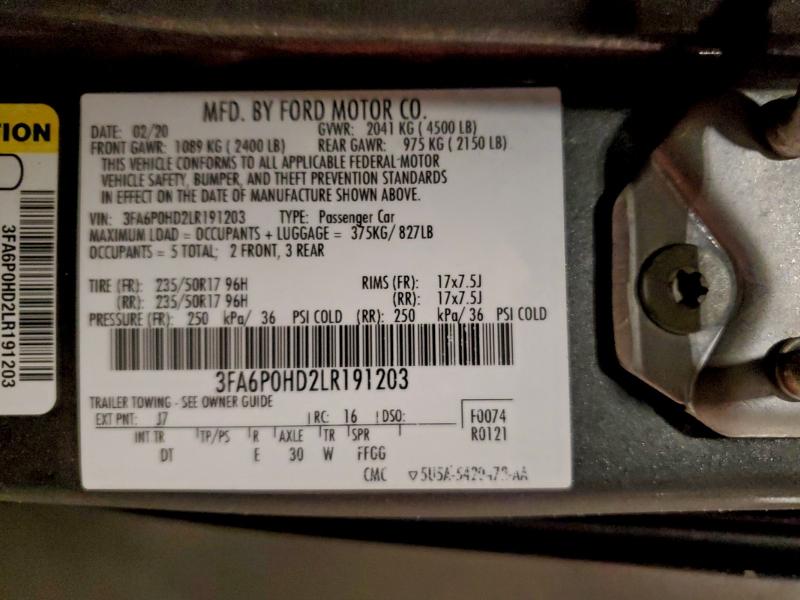 TION
3FA6P0HD2LR191203
MFD. BY FORD MOTOR CO.
DATE: 02/20 GVWR: 2041 KG ( 4500 LB)
FRONT GAWR: 1089 KG ( 2400 LB) REAR GAWR: 975 KG ( 2150 LB)
THIS VEHICLE CONFORMS TO ALL APPLICABLE FEDERAL-MOTOR
VEHICLE SAFETY, BUMPER, AND THEFT PREVENTION STANDARDS
IN EFFECT ON THE DATE OF MANUFACTURE SHOWN ABOVE.
VIN: 3FA6P0HD2LR191203 TYPE: Passenger Car
MAXIMUM LOAD = OCCUPANTS + LUGGAGE = 375KG/ 827LB
OCCUPANTS = 5 TOTAL; 2 FRONT, 3 REAR
TIRE (FR): 235/50R17 96H RIMS (FR): 17x7.5J
(RR): 235/50R17 96H (RR): 17x7.5J
PRESSURE (FR): 250 kPa/ 36 PSI COLD (RR): 250 kPa/ 36 PSI COLD
3FA6P0HD2LR191203
TRAILER TOWING - SEE OWNER GUIDE
EXT PNT: J7 RC: 16 DSO: F0074
INT TR TP/PS R AXLE TR SPR R0121
DT E 30 W FFGG
CMC